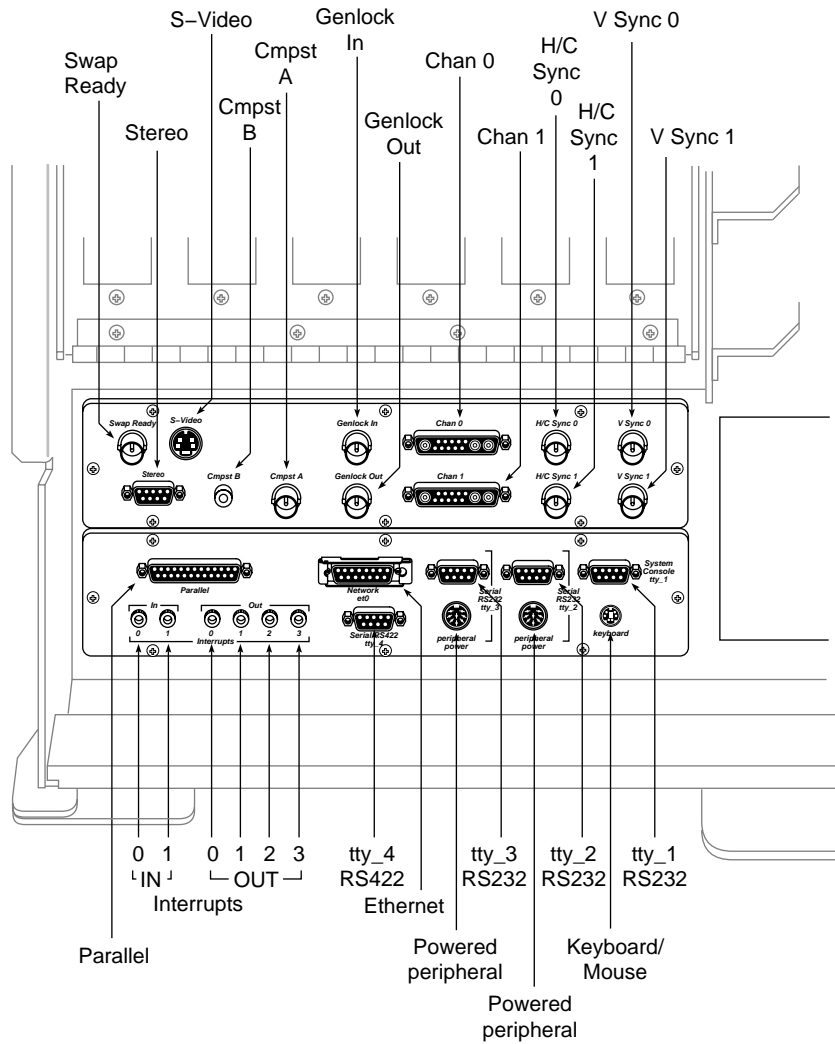 S–Video
Genlock
In
V Sync 0
H/C
Sync
0
Cmpst
A
Swap
Ready
Chan 0
Cmpst
B
H/C
Sync
1
Genlock
Out
Stereo
Chan 1
V Sync 1
Swap Ready
S–Video
Genlock In
Chan 0
H/C Sync 0
V Sync 0
Stereo
Cmpst B
Cmpst A
Genlock Out
Chan 1
H/C Sync 1
V Sync 1
Parallel
Network
et0
Serial
RS232
tty_3
Serial
RS232
tty_2
System
Console
tty_1
In
Out
0 1
0 1 2 3
Interrupts
Serial RS422
tty_4
peripheral
power
peripheral
power
keyboard
0 1
IN
0 1 2 3
OUT
Interrupts
tty_4
RS422
tty_3
RS232
tty_2
RS232
tty_1
RS232
Ethernet
Parallel
Powered
peripheral
Keyboard/
Mouse
Powered
peripheral